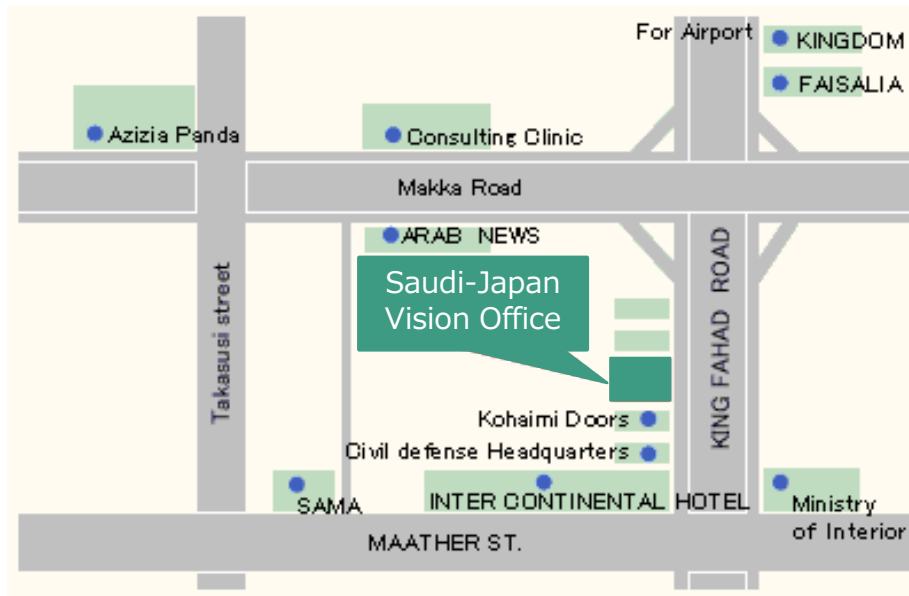 For Airport
KINGDOM
FAISALIA
Azizia Panda
Consulting Clinic
Makka Road
ARAB NEWS
Saudi-Japan
Vision Office
Takasusi street
KING FAHAD ROAD
Kohaimi Doors
Civil defense Headquarters
SAMA
INTER CONTINENTAL HOTEL
Ministry
of Interior
MAATHER ST.